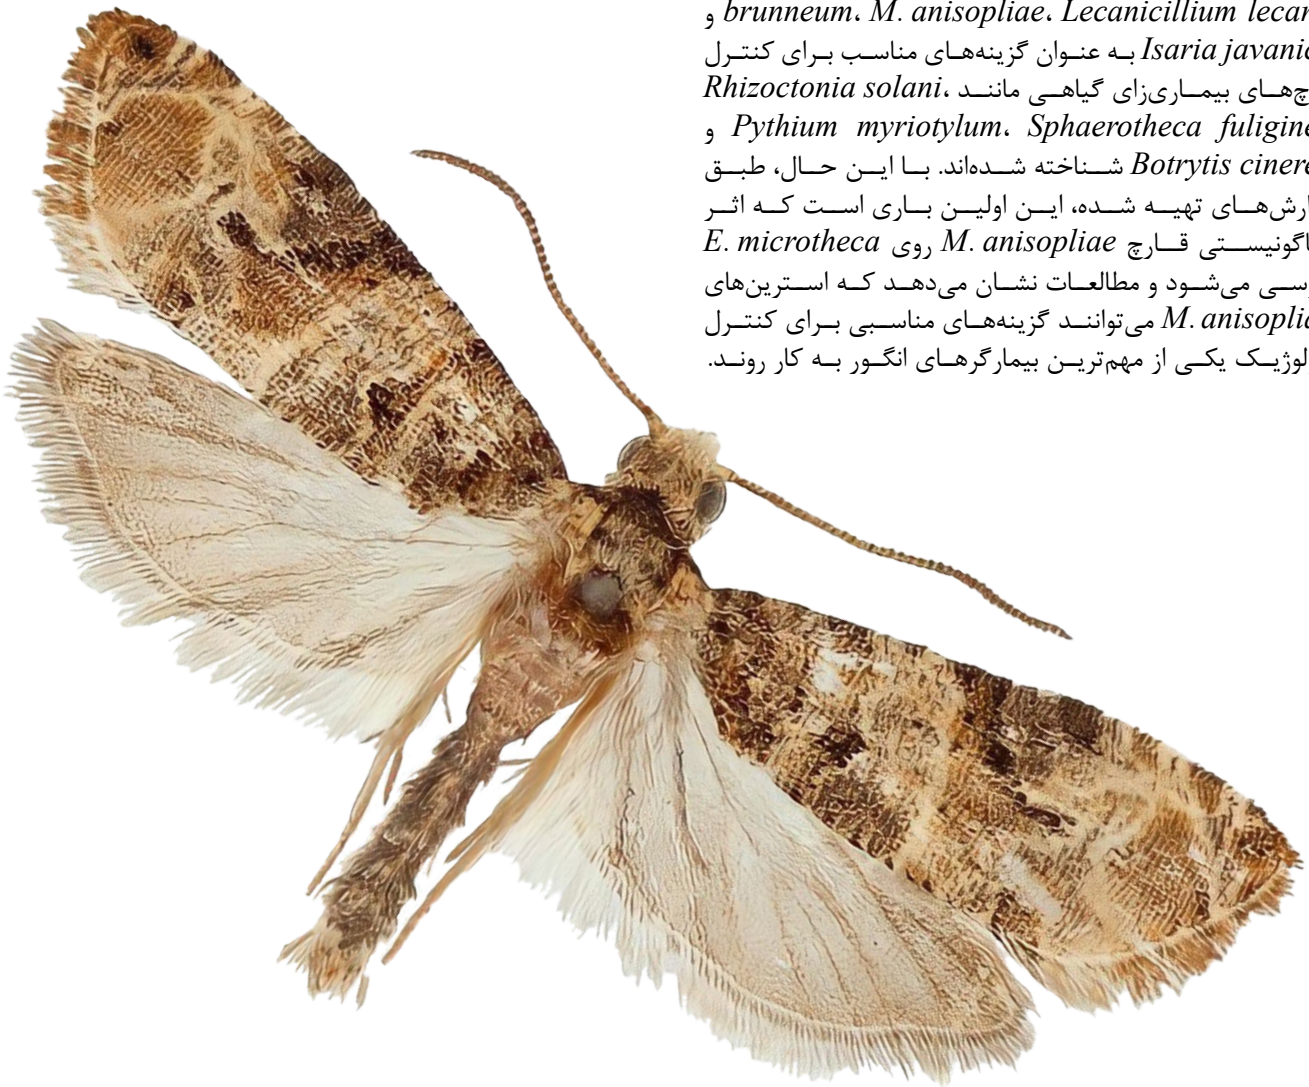 brunneum، M. anisopliae، Lecanicillium lecan و
Isaria javanic به عنوان گزینه‌های مناسب برای کنترل
چ‌های بیماری‌زای گیاهی مانند Rhizoctonia solani،
Pythium myriotylum، Sphaerotheca fuligine و
Botrytis cinere شناخته شده‌اند. با این حال، طبق
ارش‌های تهیه شده، این اولین باری است که اثر
اگونیستی قارچ M. anisopliae روی E. microtheca
رسی می‌شود و مطالعات نشان می‌دهد که استرین‌های
M. anisoplia می‌توانند گزینه‌های مناسبی برای کنترل
لوژیک یکی از مهم‌ترین بیمارگرهای انگور به کار روند.